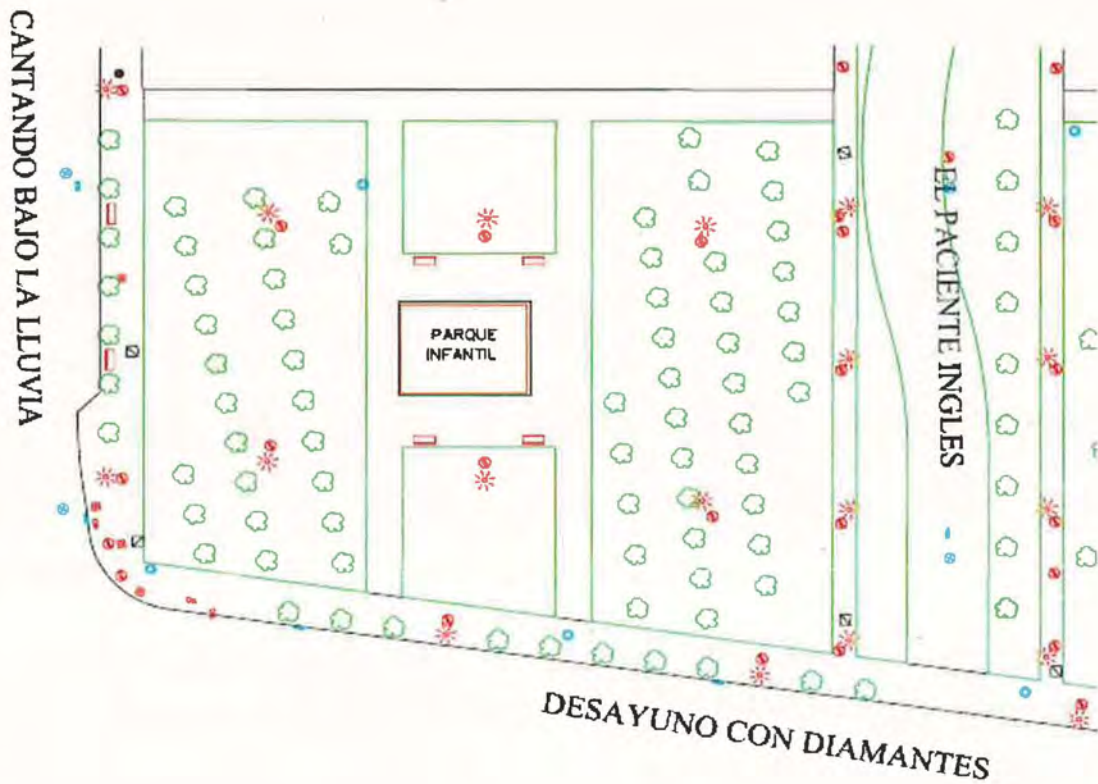 CANTANDO BAJO LA LLUVIA
PARQUE
INFANTIL
EL PACIENTE INGLES
DESAYUNO CON DIAMANTES